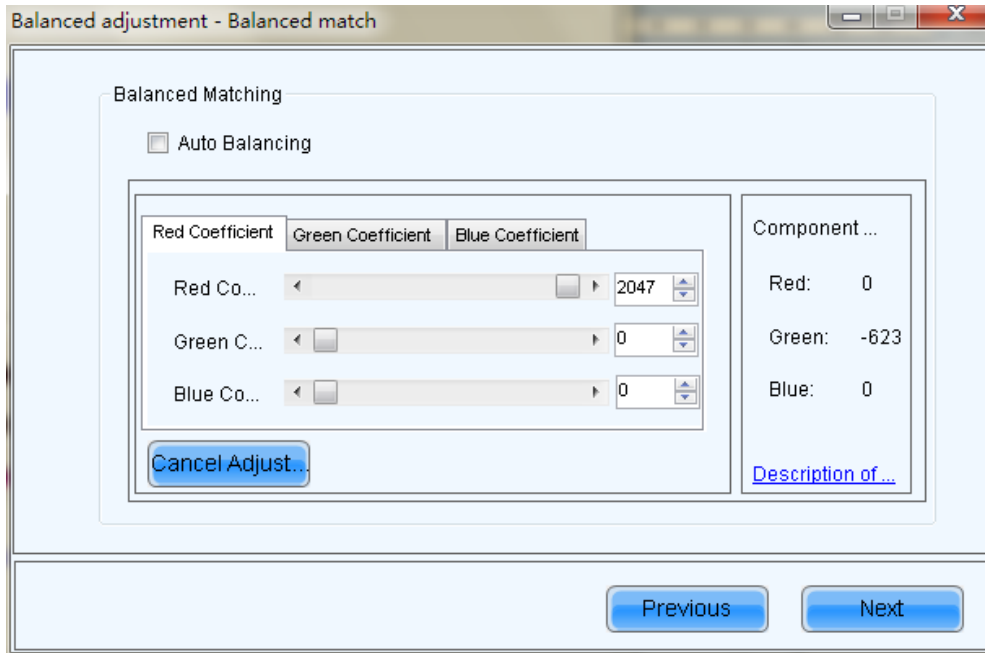 Balanced adjustment - Balanced match
Balanced Matching
Auto Balancing
Red Coefficient Green Coefficient Blue Coefficient
Red Co... 2047
Green C... 0
Blue Co... 0
Cancel Adjust...
Component ...
Red: 0
Green: -623
Blue: 0
Description of ...
Previous Next